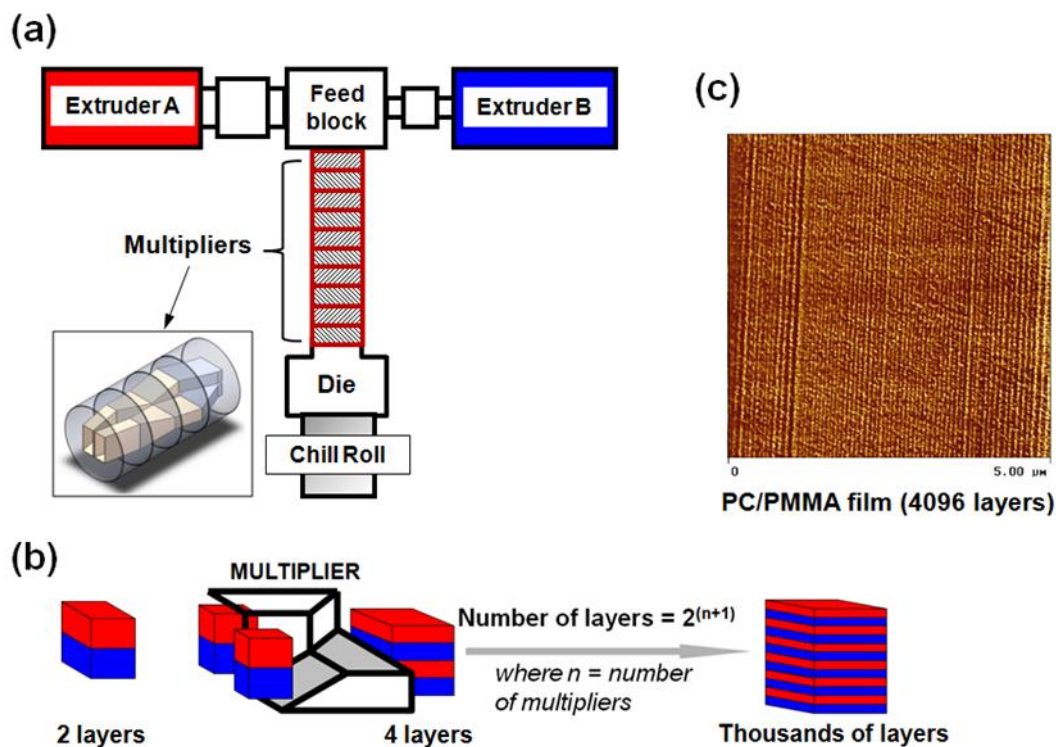 (a)
Extruder A
Feed
block
Extruder B
Multipliers
Die
Chill Roll
(c)
0
5.00 μM
PC/PMMA film (4096 layers)
(b)
MULTIPLIER
2 layers
4 layers
Number of layers = 2⁽ⁿ⁺¹⁾
where n = number
of multipliers
Thousands of layers